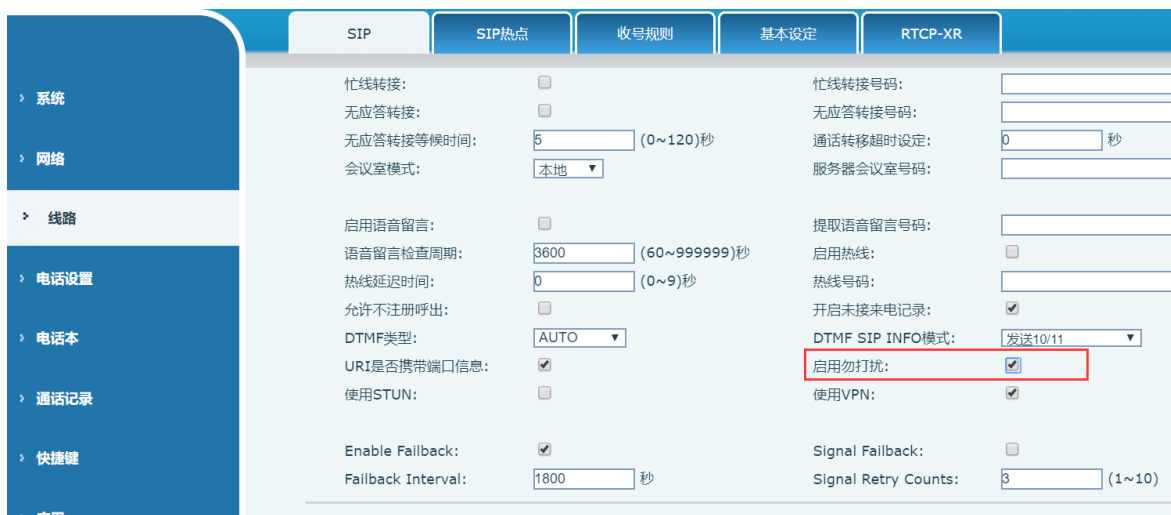 SIP SIP热点 收号规则 基本设定 RTCP-XR
系统
网络
线路
电话设置
电话本
通话记录
快捷键
忙线转接: 忙线转接号码:
无应答转接: 无应答转接号码:
无应答转接等候时间: 5 (0~120)秒 通话转移超时设定: 0 秒
会议室模式: 本地 服务器会议室号码:
启用语音留言: 提取语音留言号码:
语音留言检查周期: 3600 (60~999999)秒 启用热线:
热线延迟时间: 0 (0~9)秒 热线号码:
允许不注册呼出: 开启未接来电记录:
DTMF类型: AUTO DTMF SIP INFO模式: 发送10/11
URI是否携带端口信息: 启用勿打扰:
使用STUN: 使用VPN:
Enable Failback: Signal Failback:
Failback Interval: 1800 秒 Signal Retry Counts: 3 (1~10)